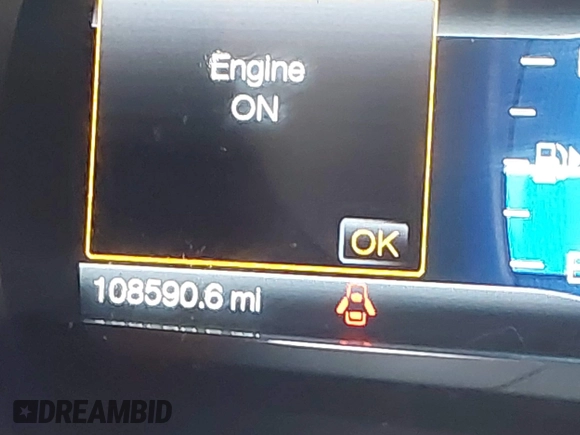 Engine
ON
OK
108590.6 mi
DREAMBID